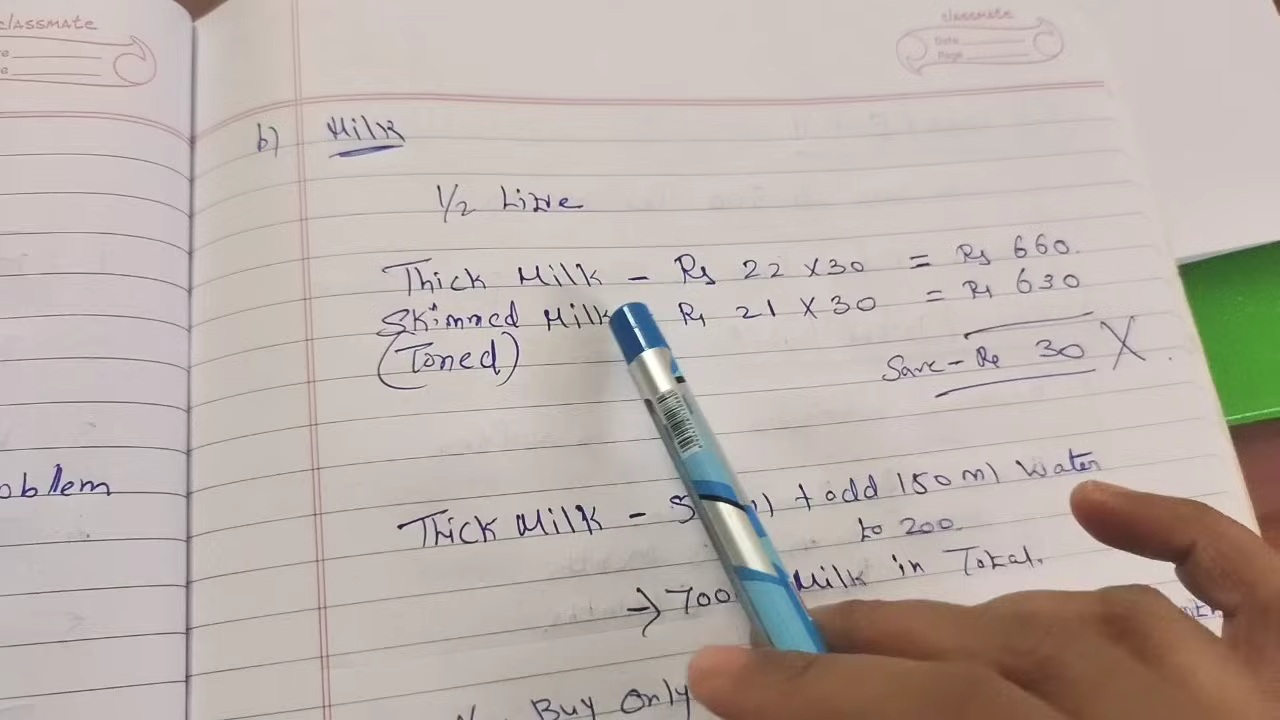 classmate
classmate
Date
Page
b) Milk
1/2 Litre
Thick Milk - Rs 22 x 30 = Rs 660.
Skimmed Milk - Rs 21 x 30 = Rs 630
(Toned)
Save - Rs 30 X
oblem
Thick Milk - + add 150 ml Water
to 200
→ 700 Milk in Total.
Buy Only